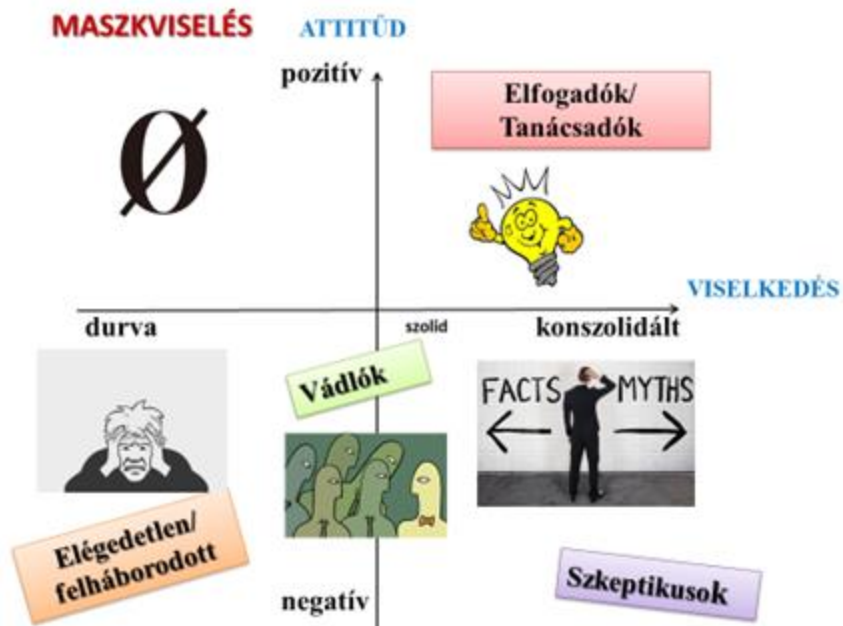 MASZKVISELÉS
ATTITŰD
pozitív
Elfogadók/
Tanácsadók
Ø
VISELKEDÉS
durva
szolid
konszolidált
Vádlók
FACTS
MYTHS
Elégedetlen/
felháborodott
Szkeptikusok
negatív